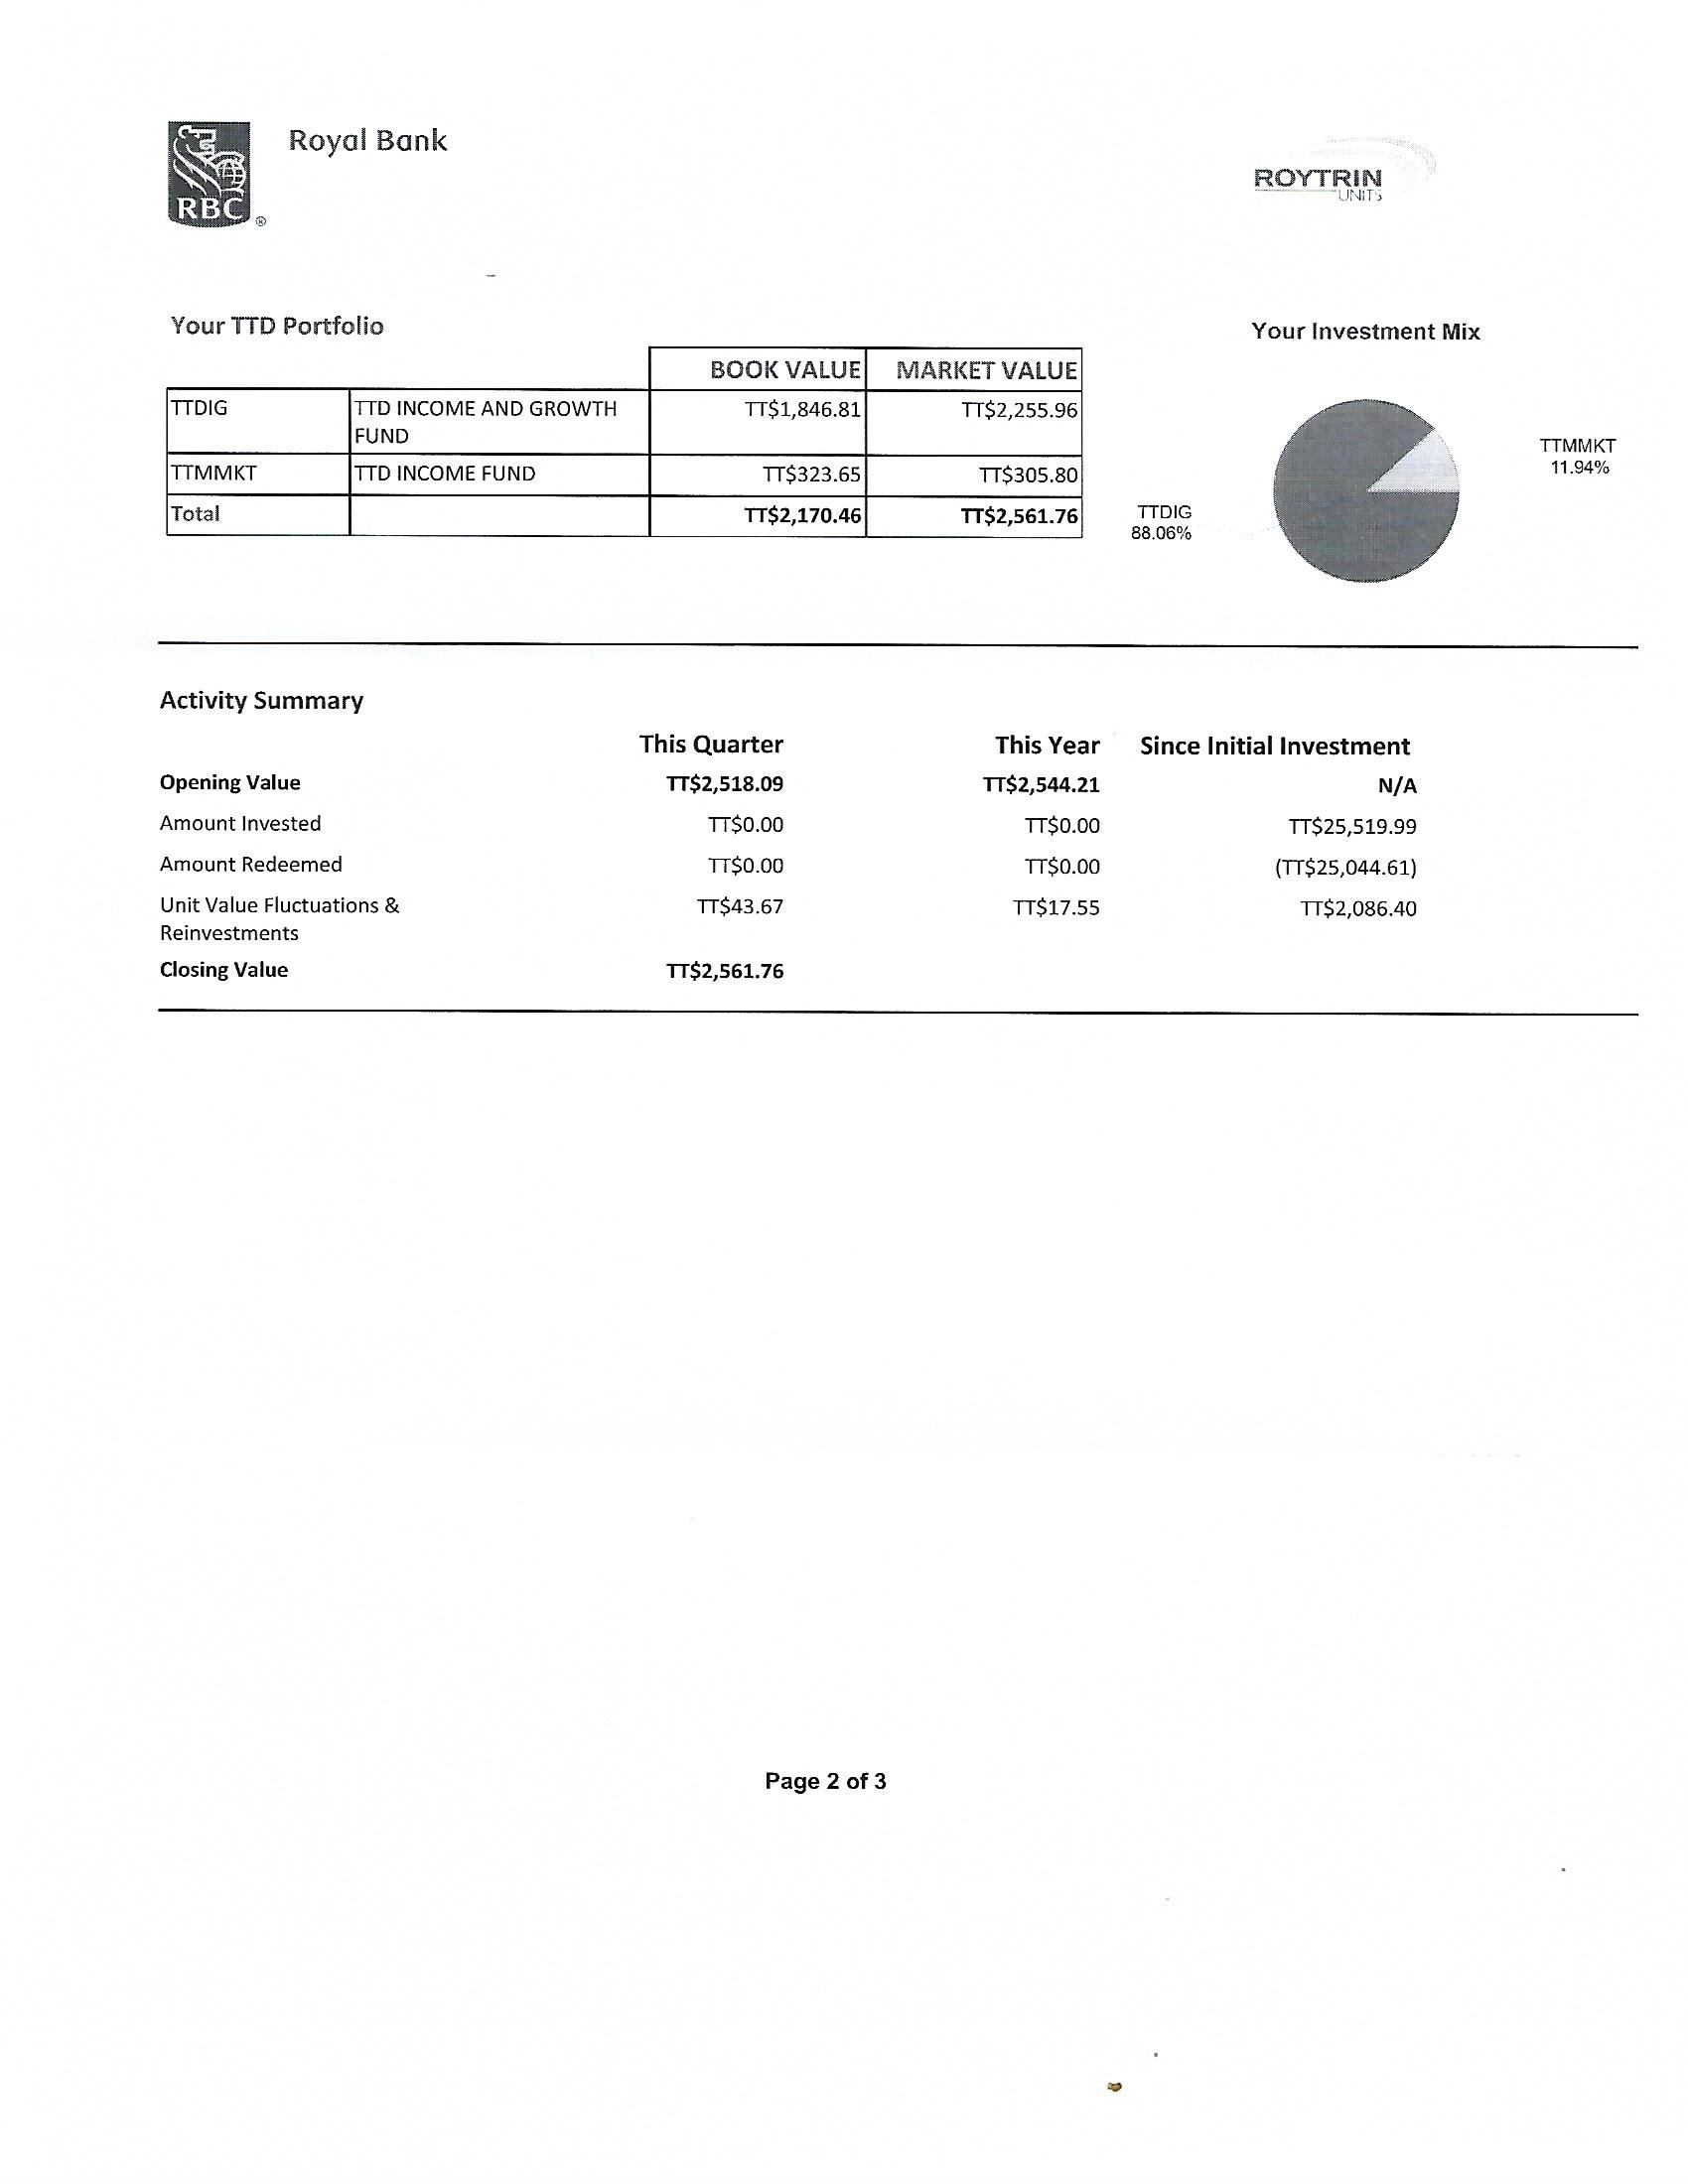 Royal Bank
RBC
®
ROYTRIN
UNITS
Your TTD Portfolio
Your Investment Mix
BOOK VALUE MARKET VALUE
TTDIG TTD INCOME AND GROWTH FUND TT$1,846.81 TT$2,255.96
TTMMKT TTD INCOME FUND TT$323.65 TT$305.80
Total TT$2,170.46 TT$2,561.76
TTMMKT
11.94%
TTDIG
88.06%
Activity Summary
This Quarter This Year Since Initial Investment
Opening Value TT$2,518.09 TT$2,544.21 N/A
Amount Invested TT$0.00 TT$0.00 TT$25,519.99
Amount Redeemed TT$0.00 TT$0.00 (TT$25,044.61)
Unit Value Fluctuations & TT$43.67 TT$17.55 TT$2,086.40
Reinvestments
Closing Value TT$2,561.76
Page 2 of 3